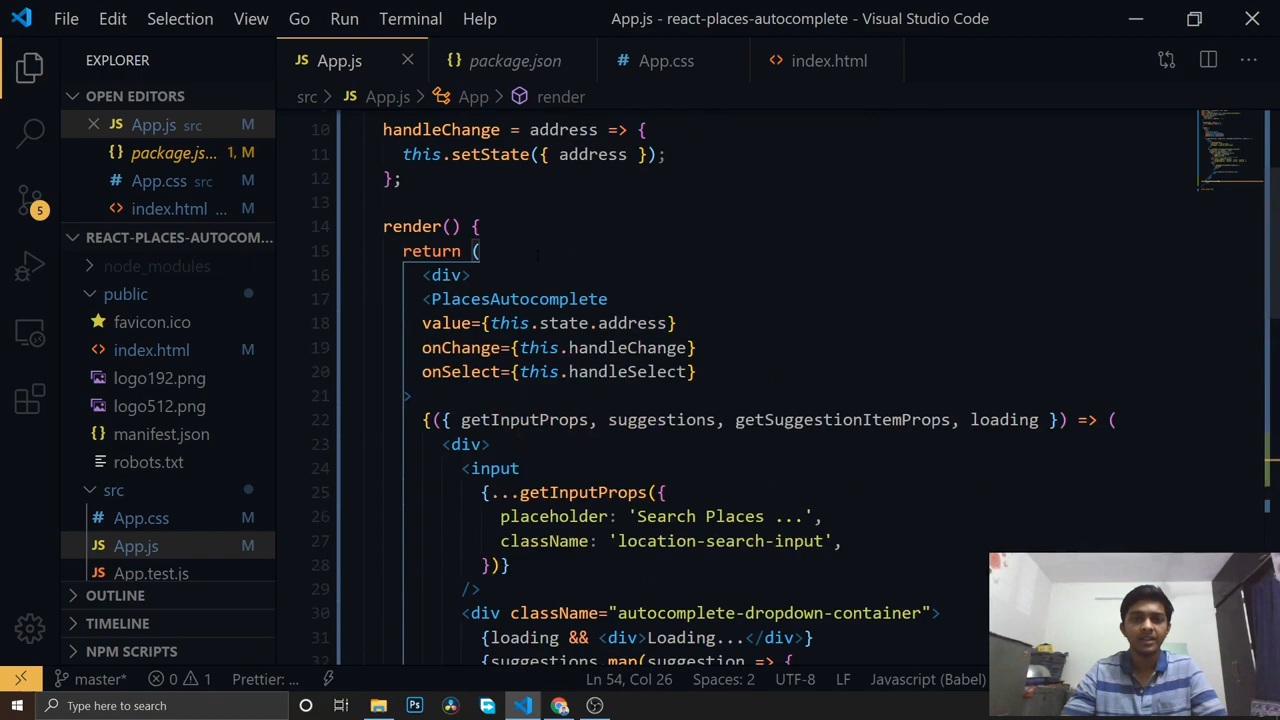 File Edit Selection View Go Run Terminal Help App.js - react-places-autocomplete - Visual Studio Code
EXPLORER
JS App.js
{} package.json
# App.css
<> index.html
src > JS App.js > App > render
OPEN EDITORS
JS App.js src M
{} package.js... 1, M
# App.css src M
<> index.html ... M
REACT-PLACES-AUTOCOM...
node_modules
public
favicon.ico
<> index.html M
logo192.png
logo512.png
{} manifest.json
robots.txt
src
# App.css M
JS App.js M
App.test.js
OUTLINE
TIMELINE
NPM SCRIPTS
5
10 handleChange = address => {
11 this.setState({ address });
12 };
13
14 render() {
15 return (
16 <div>
17 <PlacesAutocomplete
18 value={this.state.address}
19 onChange={this.handleChange}
20 onSelect={this.handleSelect}
21 >
22 {({ getInputProps, suggestions, getSuggestionItemProps, loading }) => (
23 <div>
24 <input
25 {...getInputProps({
26 placeholder: 'Search Places ...',
27 className: 'location-search-input',
28 })}
29 />
30 <div className="autocomplete-dropdown-container">
31 {loading && <div>Loading...</div>}
32 {suggestions.map(suggestion => {
master* 0 1 Prettier: ... Ln 54, Col 26 Spaces: 2 UTF-8 LF Javascript (Babel)
Type here to search
Ps